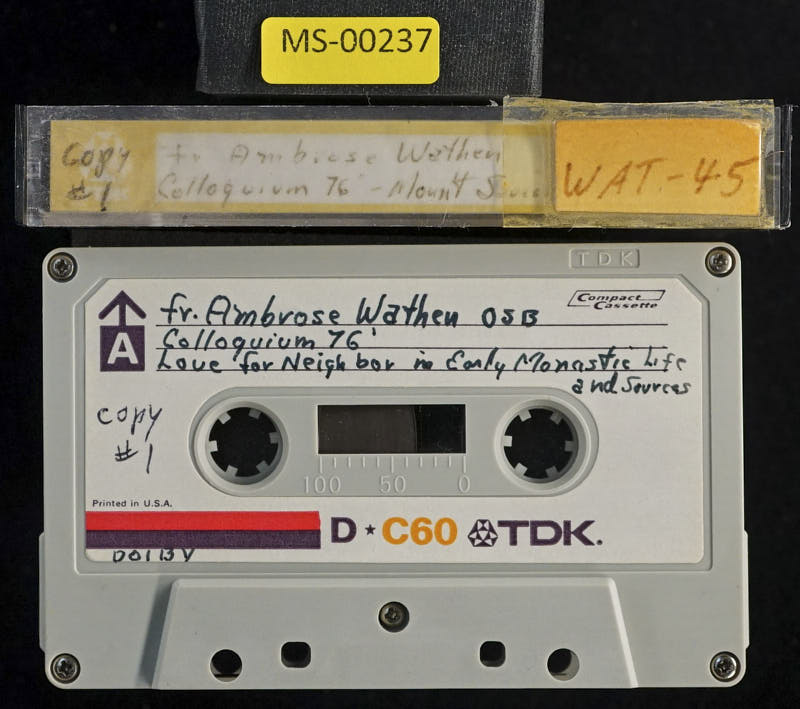 MS-00237
Copy
#1
fr Ambrose Wathen
Colloquium 76' - Mount
WAT.-45
TDK
A
fr. Ambrose Wathen OSB
Compact
Cassette
Colloquium 76'
Love for Neighbor in Early Monastic Life
and Sources
copy
#1
100 50 0
Printed in U.S.A.
D ★ C60 TDK.